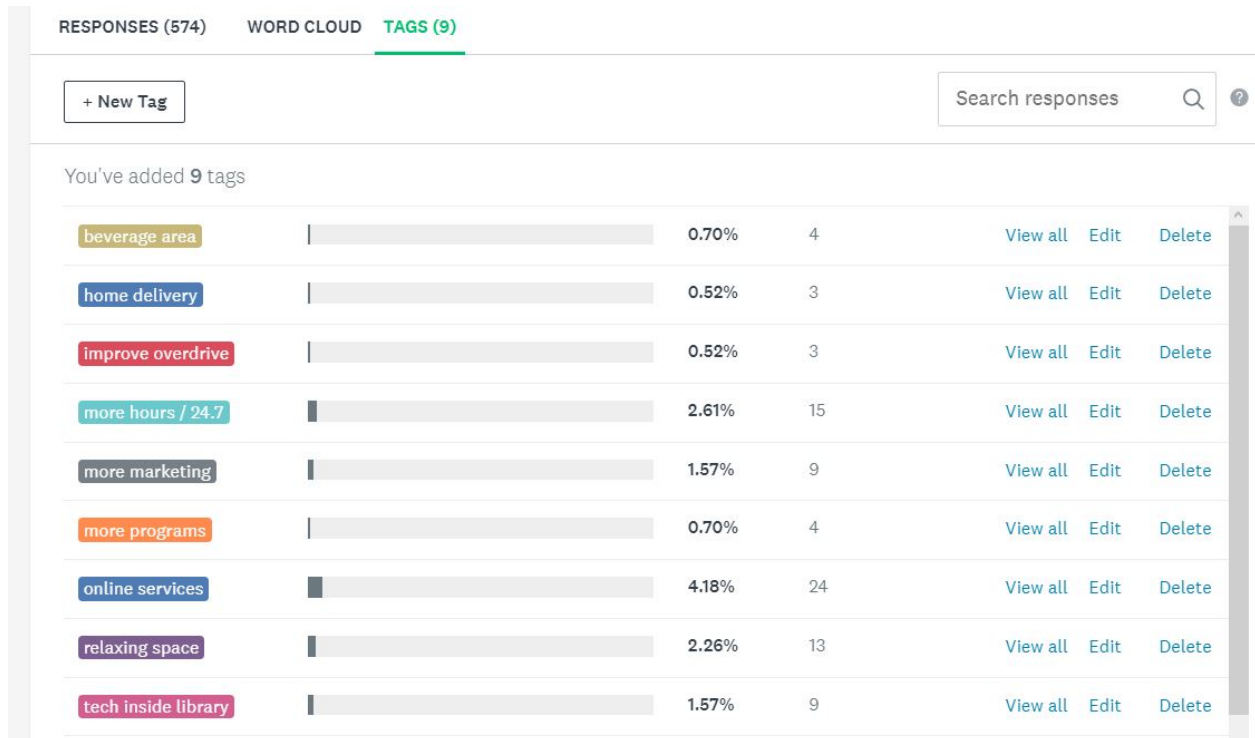 RESPONSES (574) WORD CLOUD TAGS (9)
+ New Tag Search responses ?
You've added 9 tags
beverage area 0.70% 4 View all Edit Delete
home delivery 0.52% 3 View all Edit Delete
improve overdrive 0.52% 3 View all Edit Delete
more hours / 24.7 2.61% 15 View all Edit Delete
more marketing 1.57% 9 View all Edit Delete
more programs 0.70% 4 View all Edit Delete
online services 4.18% 24 View all Edit Delete
relaxing space 2.26% 13 View all Edit Delete
tech inside library 1.57% 9 View all Edit Delete